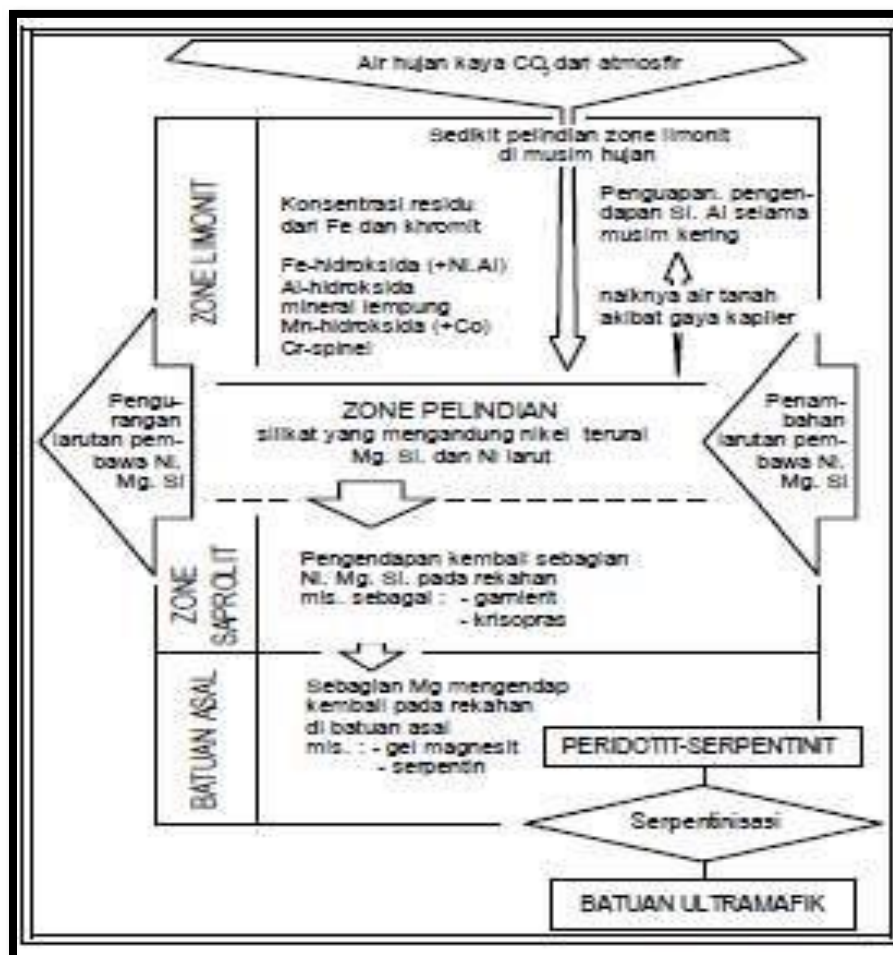 Air hujan kaya CO2 dari atmosfir
Sedikit pelindian zone limonit
di musim hujan
ZONE LIMONIT
Konsentrasi residu
dari Fe dan khromit
Fe-hidroksida (+Ni.Al)
Al-hidroksida
mineral lempung
Mn-hidroksida (+Co)
Cr-spinel
Penguapan. pengen-
dapan Si. Al selama
musim kering
naiknya air tanah
akibat gaya kapiler
Pengu-
rangan
larutan pem-
bawa Ni.
Mg. Si
ZONE PELINDIAN
silikat yang mengandung nikel terurai
Mg. Si. dan Ni larut
Penam-
bahan
larutan pem-
bawa Ni.
Mg. Si
ZONE
SAPROLIT
Pengendapan kembali sebagian
Ni. Mg. Si. pada rekahan
mis.. sebagai : - garnierit
- krisopras
BATUAN ASAL
Sebagian Mg mengendap
kembali pada rekahan
di batuan asal
mis. : - gel magnesit
- serpentin
PERIDOTIT-SERPENTINIT
Serpentinisasi
BATUAN ULTRAMAFIK